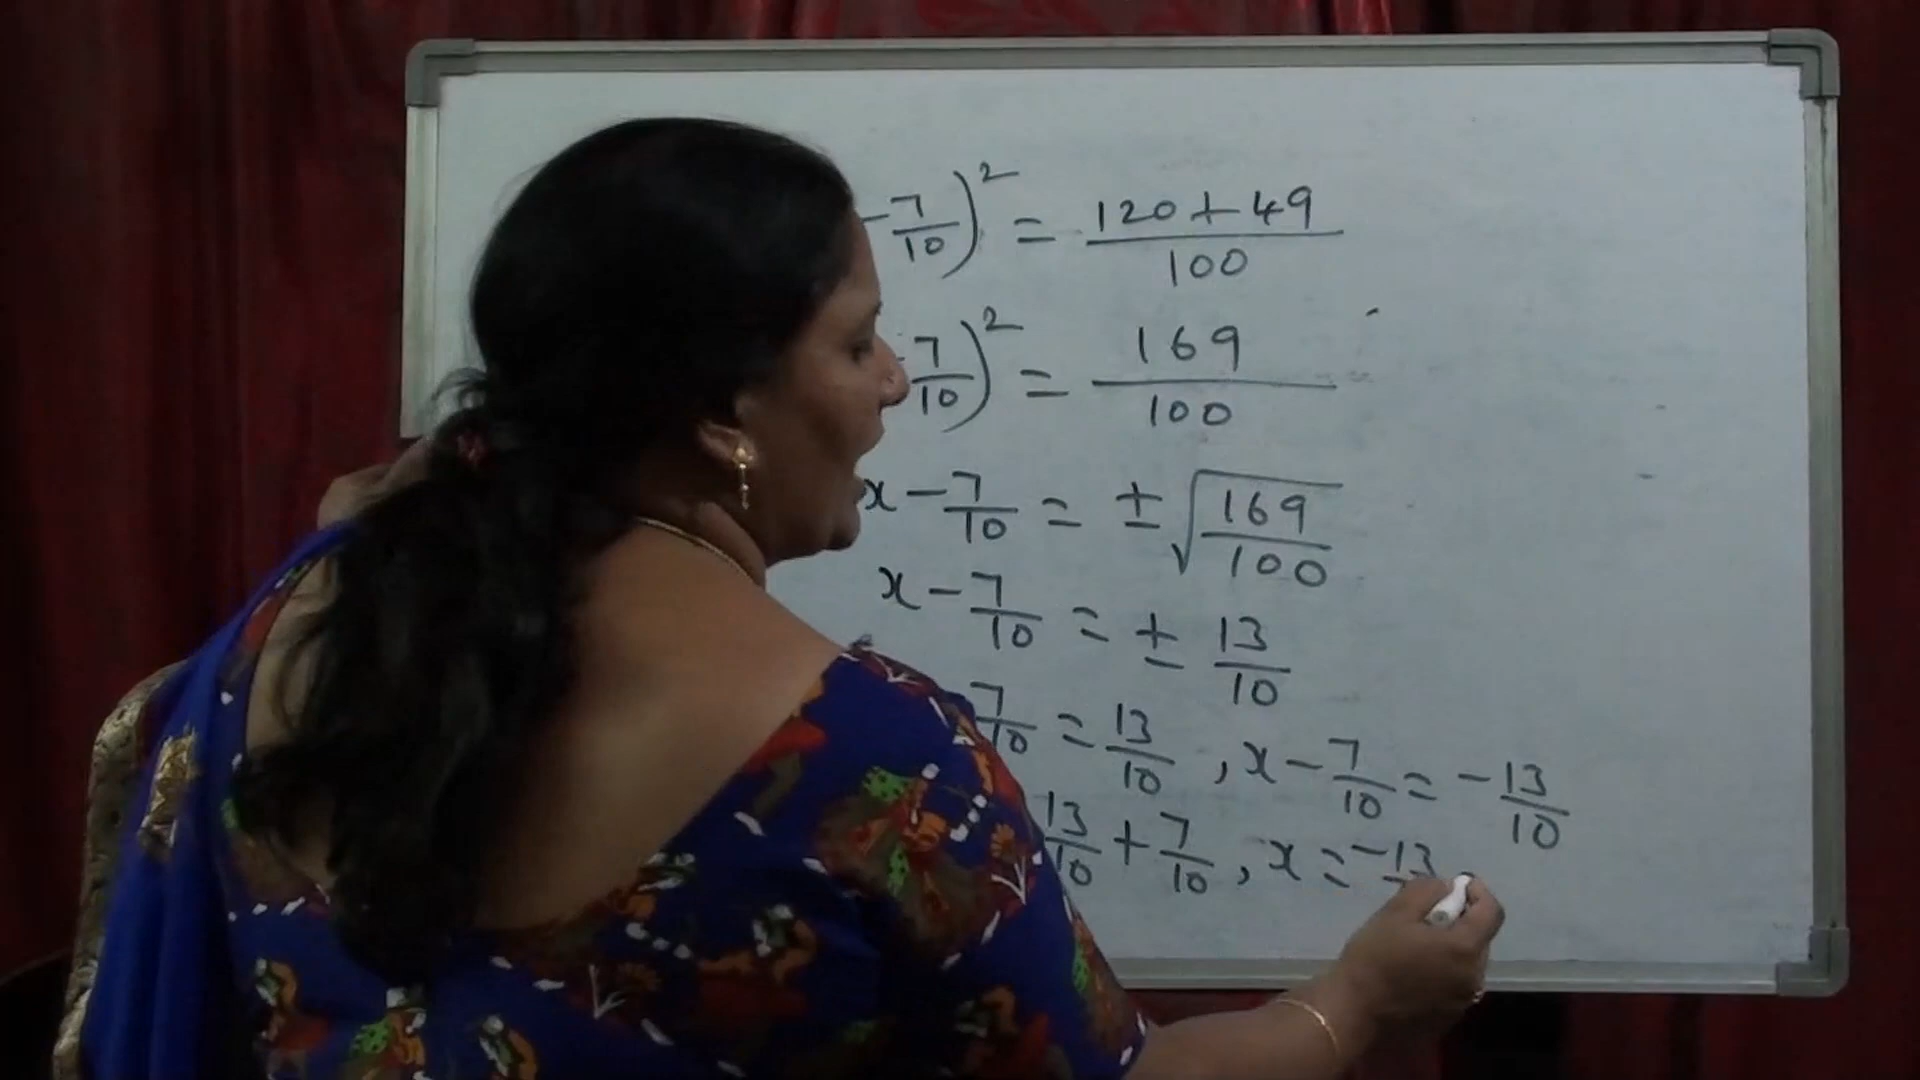 - 7/10)² = (120 + 49)/100
7/10)² = 169/100
x - 7/10 = ± √(169/100)
x - 7/10 = ± 13/10
7/10 = 13/10 , x - 7/10 = - 13/10
13/10 + 7/10 , x = - 13